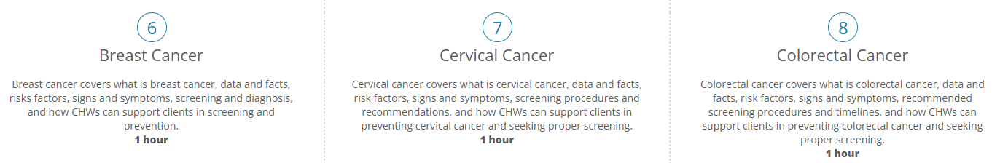 6
Breast Cancer
Breast cancer covers what is breast cancer, data and facts,
risks factors, signs and symptoms, screening and diagnosis,
and how CHWs can support clients in screening and
prevention.
1 hour
7
Cervical Cancer
Cervical cancer covers what is cervical cancer, data and facts,
risk factors, signs and symptoms, screening procedures and
recommendations, and how CHWs can support clients in
preventing cervical cancer and seeking proper screening.
1 hour
8
Colorectal Cancer
Colorectal cancer covers what is colorectal cancer, data and
facts, risk factors, signs and symptoms, recommended
screening procedures and timelines, and how CHWs can
support clients in preventing colorectal cancer and seeking
proper screening.
1 hour